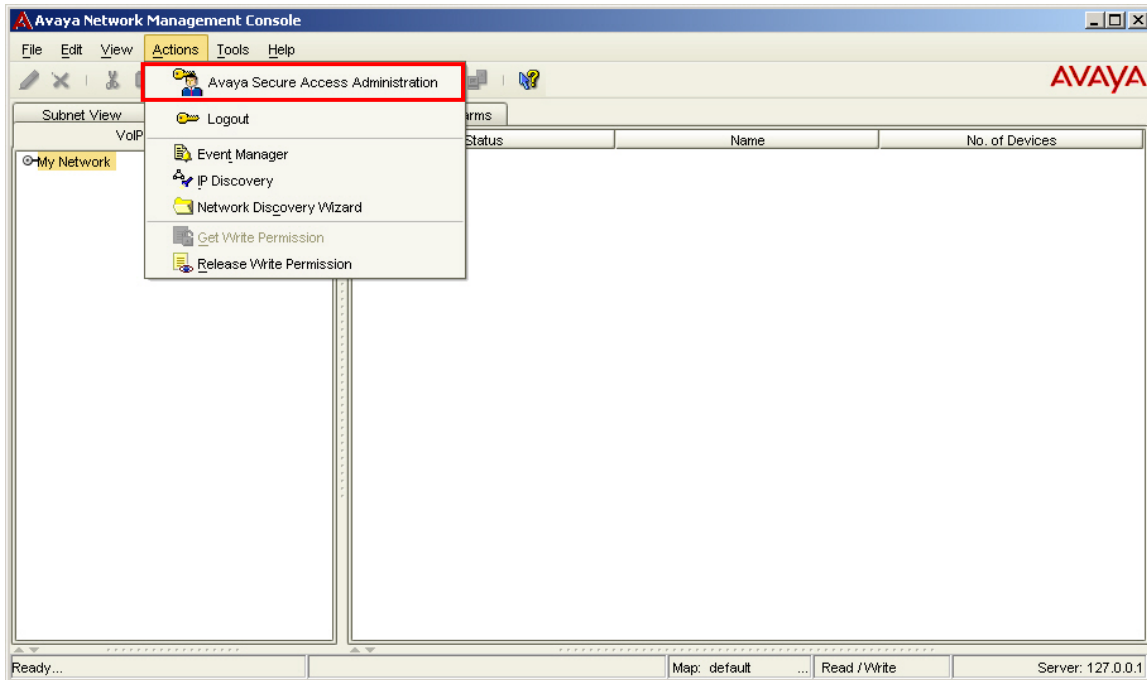 Avaya Network Management Console
File Edit View Actions Tools Help
AVAYA
Avaya Secure Access Administration
Logout
Event Manager
IP Discovery
Network Discovery Wizard
Get Write Permission
Release Write Permission
Subnet View
VoIP
My Network
Status Name No. of Devices
Ready... Map: default ... Read / Write Server: 127.0.0.1